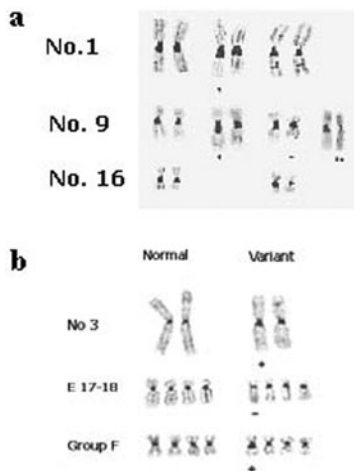 a
No.1
No. 9
No. 16
b
Normal Variant
No 3
E 17-18
Group F